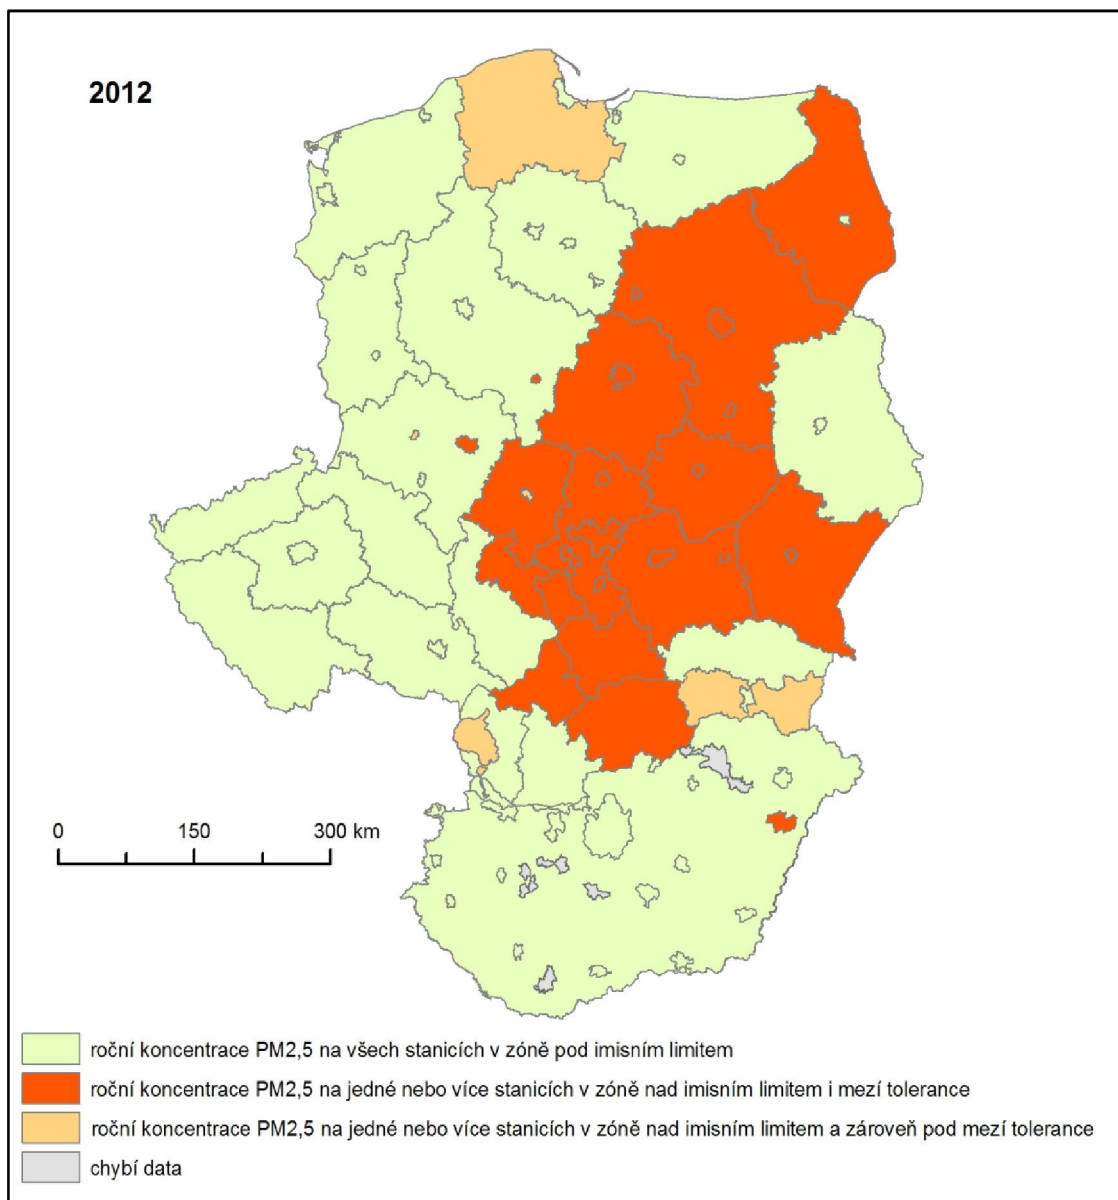 2012
0 150 300 km
roční koncentrace PM2,5 na všech stanicích v zóně pod imisním limitem
roční koncentrace PM2,5 na jedné nebo více stanicích v zóně nad imisním limitem i mezí tolerance
roční koncentrace PM2,5 na jedné nebo více stanicích v zóně nad imisním limitem a zároveň pod mezí tolerance
chybí data